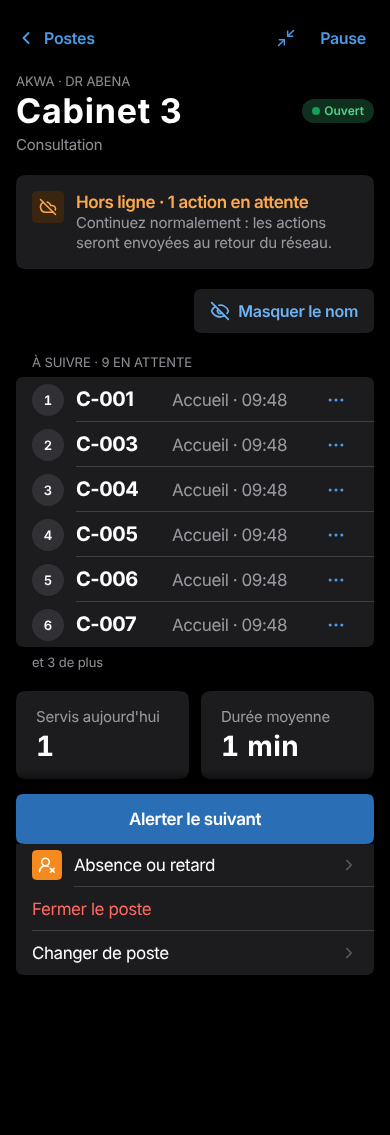 Postes
Pause
AKWA · DR ABENA
Cabinet 3
Ouvert
Consultation
Hors ligne · 1 action en attente
Continuez normalement : les actions
seront envoyées au retour du réseau.
Masquer le nom
À SUIVRE · 9 EN ATTENTE
1 C-001 Accueil · 09:48
2 C-003 Accueil · 09:48
3 C-004 Accueil · 09:48
4 C-005 Accueil · 09:48
5 C-006 Accueil · 09:48
6 C-007 Accueil · 09:48
et 3 de plus
Servis aujourd'hui
1
Durée moyenne
1 min
Alerter le suivant
Absence ou retard
Fermer le poste
Changer de poste